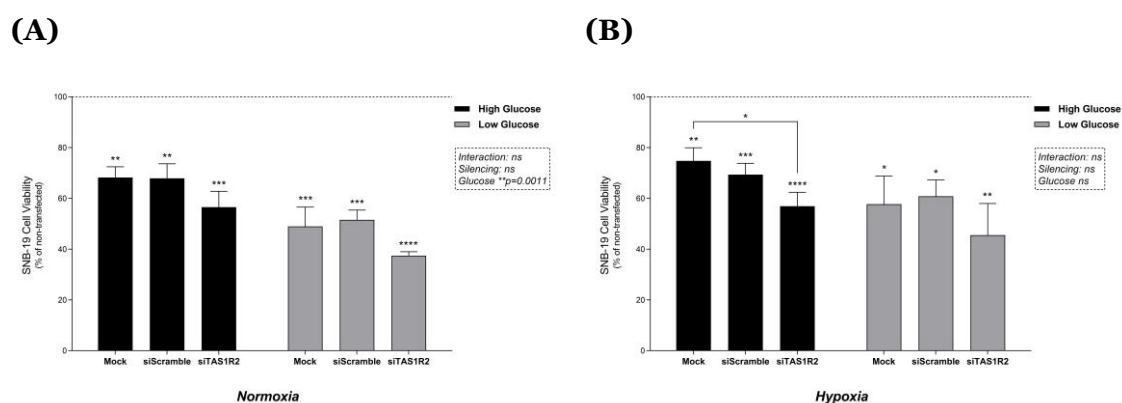 (A)
SNB-19 Cell Viability
(% of non-transfected)
100
80
60
40
20
0
**
**
***
***
***
****
High Glucose
Low Glucose
Interaction: ns
Silencing: ns
Glucose **p=0.0011
Mock siScramble siTAS1R2 Mock siScramble siTAS1R2
Normoxia
(B)
SNB-19 Cell Viability
(% of non-transfected)
100
80
60
40
20
0
*
**
***
****
*
*
**
High Glucose
Low Glucose
Interaction: ns
Silencing: ns
Glucose ns
Mock siScramble siTAS1R2 Mock siScramble siTAS1R2
Hypoxia